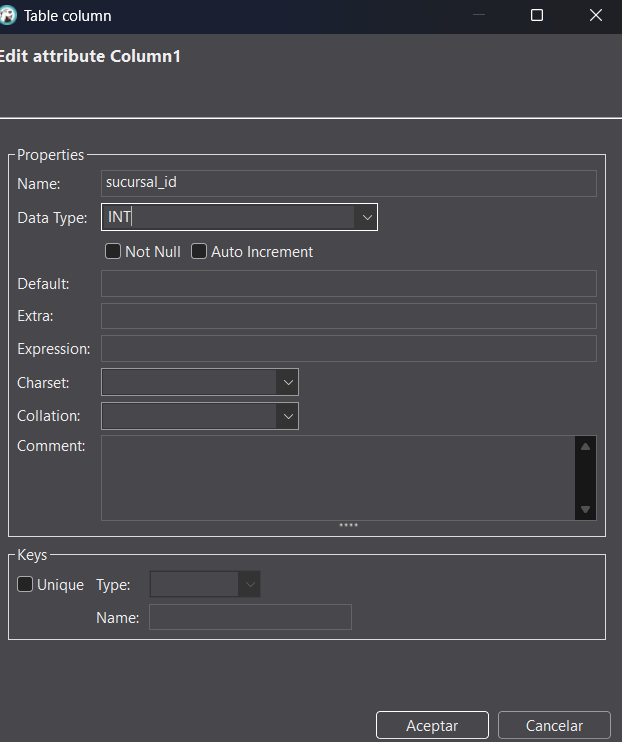 Table column
Edit attribute Column1
Properties
Name: sucursal_id
Data Type: INT
Not Null Auto Increment
Default:
Extra:
Expression:
Charset:
Collation:
Comment:
Keys
Unique Type:
Name:
Aceptar Cancelar